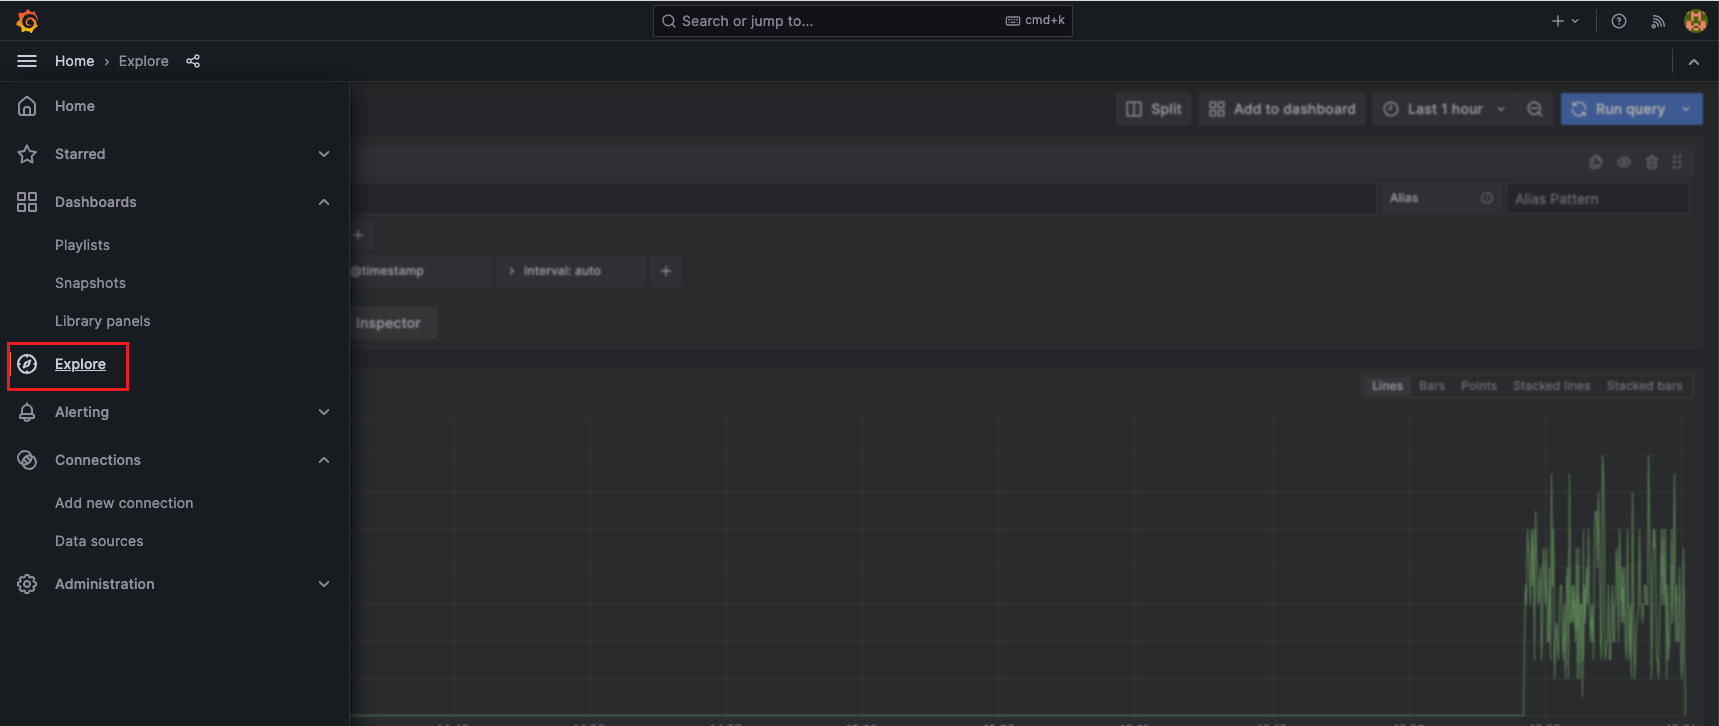 Search or jump to... cmd+k
Home › Explore
Home
Starred
Dashboards
Playlists
Snapshots
Library panels
Explore
Alerting
Connections
Add new connection
Data sources
Administration
Split Add to dashboard Last 1 hour Run query
Alias Alias Pattern
@timestamp Interval: auto
Inspector
Lines Bars Points Stacked lines Stacked bars